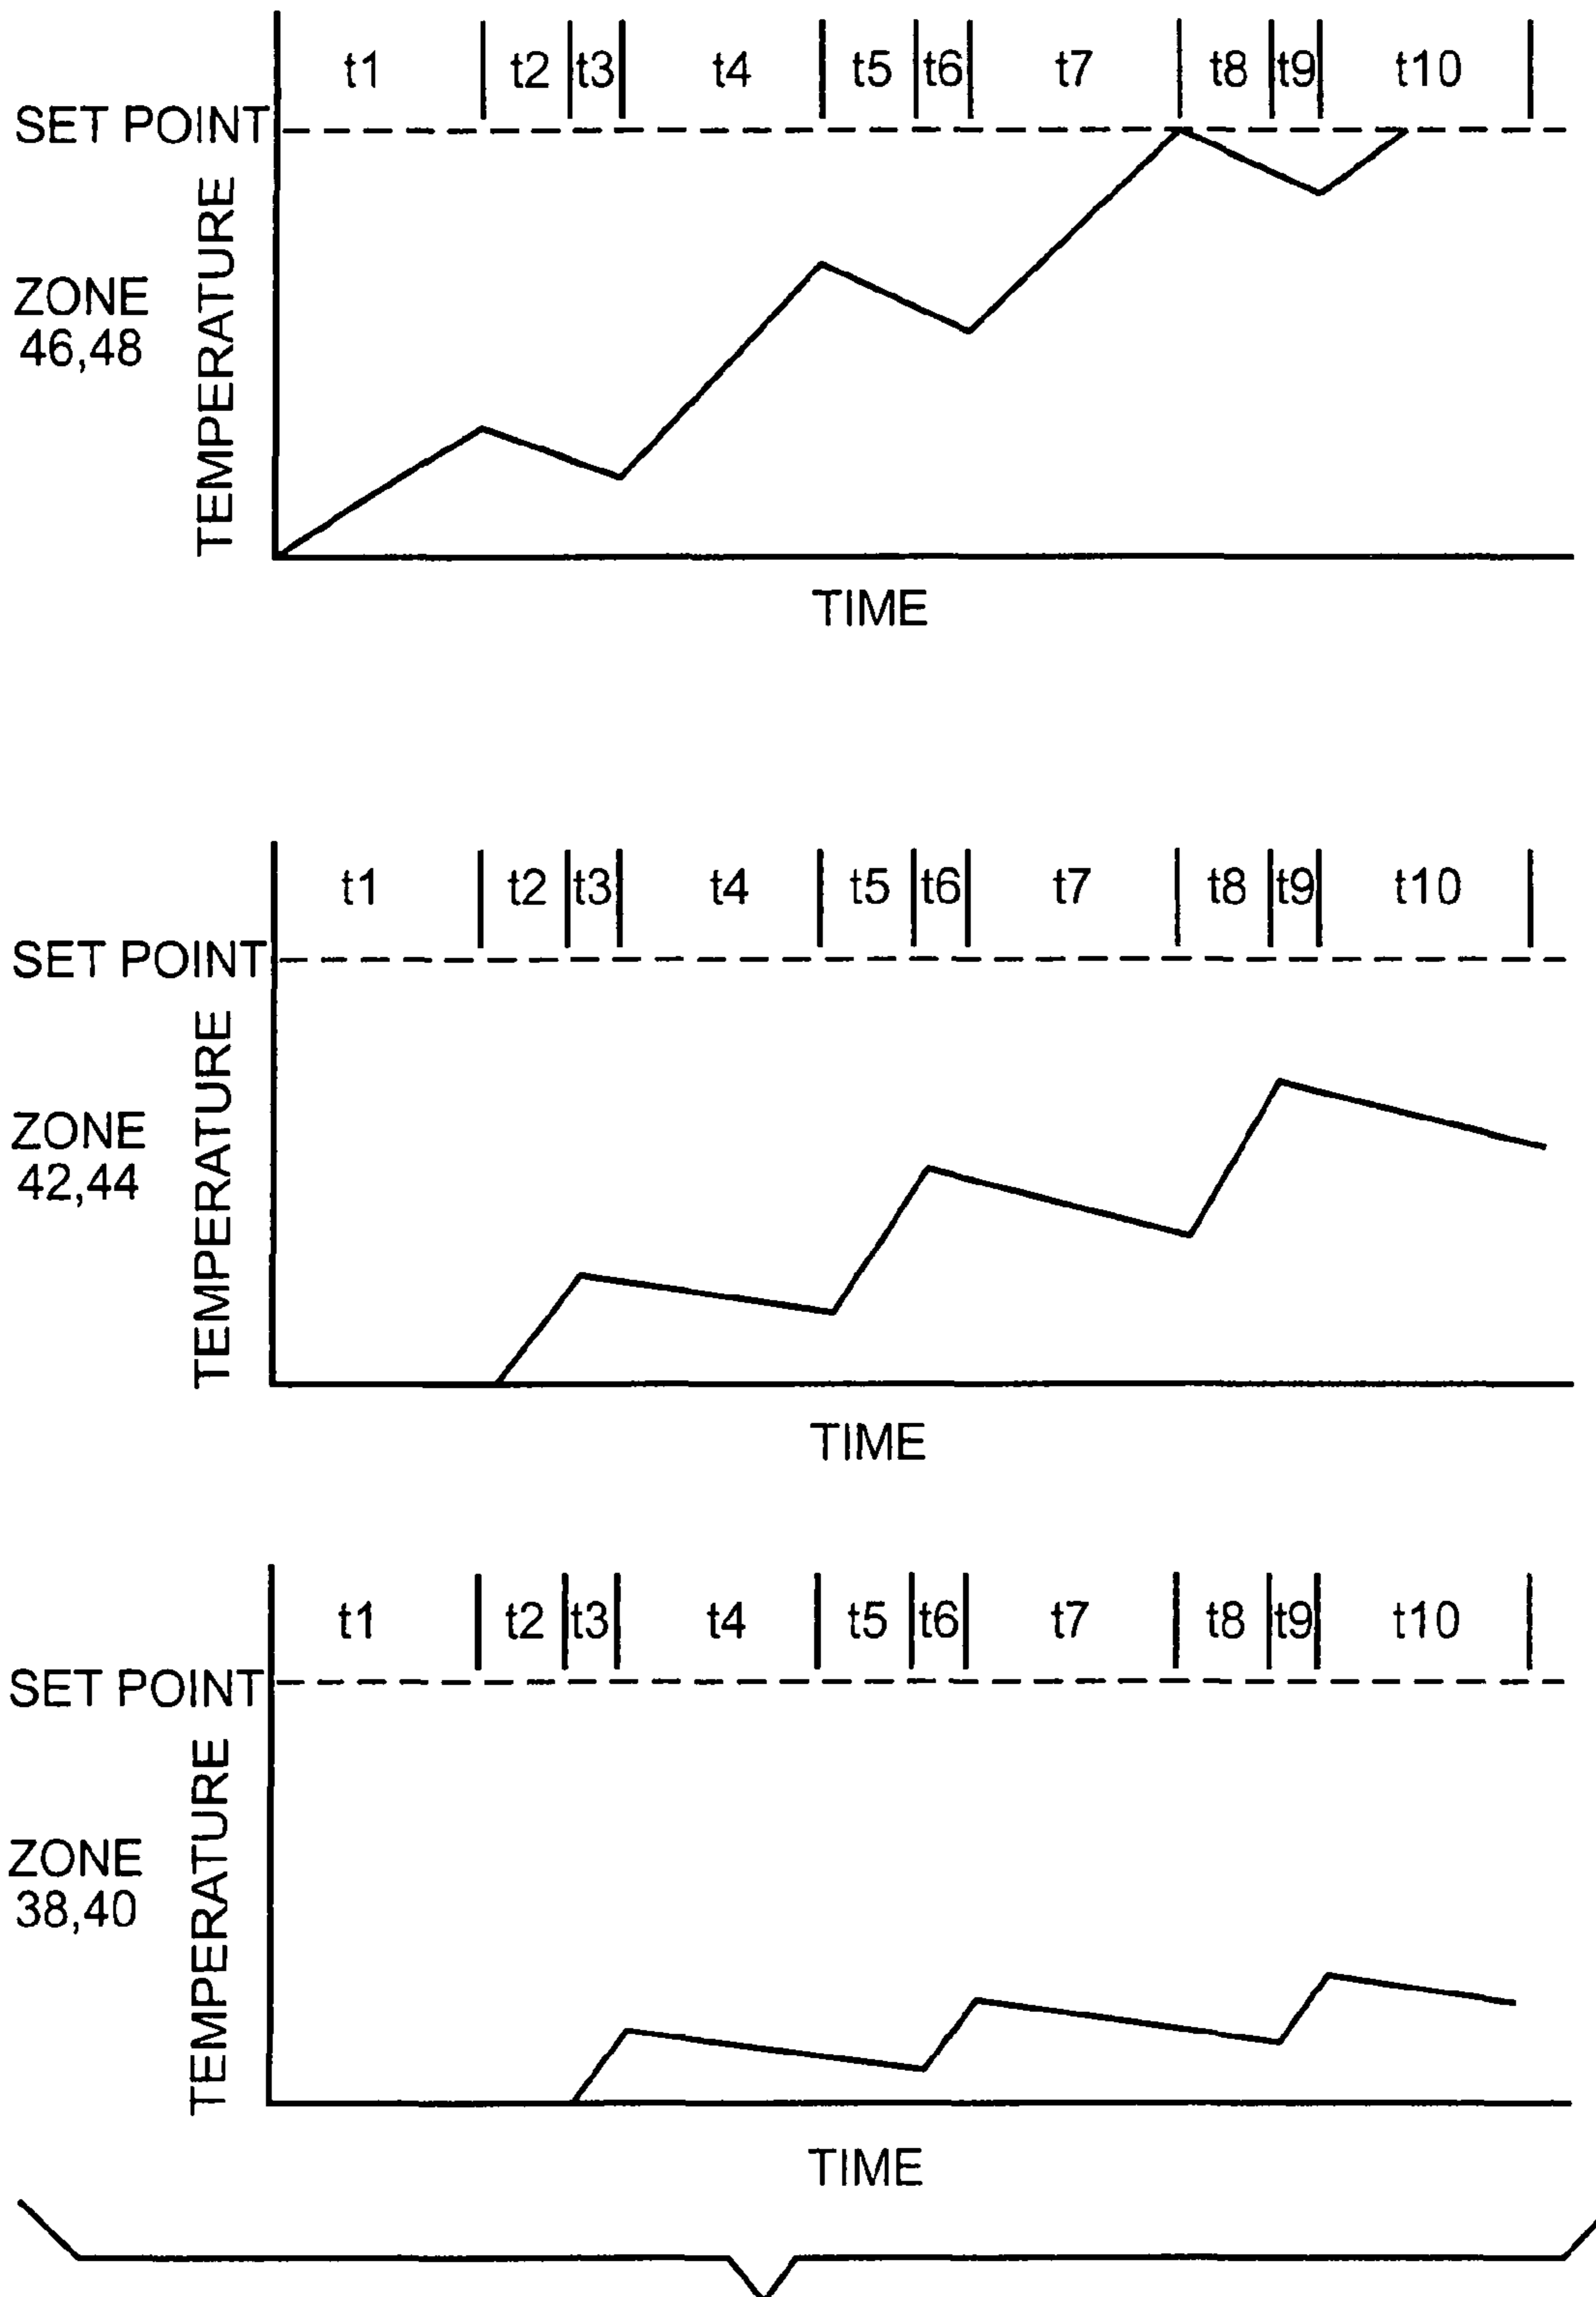 t1 t2 t3 t4 t5 t6 t7 t8 t9 t10
SET POINT
TEMPERATURE
ZONE
46,48
TIME
t1 t2 t3 t4 t5 t6 t7 t8 t9 t10
SET POINT
TEMPERATURE
ZONE
42,44
TIME
t1 t2 t3 t4 t5 t6 t7 t8 t9 t10
SET POINT
TEMPERATURE
ZONE
38,40
TIME